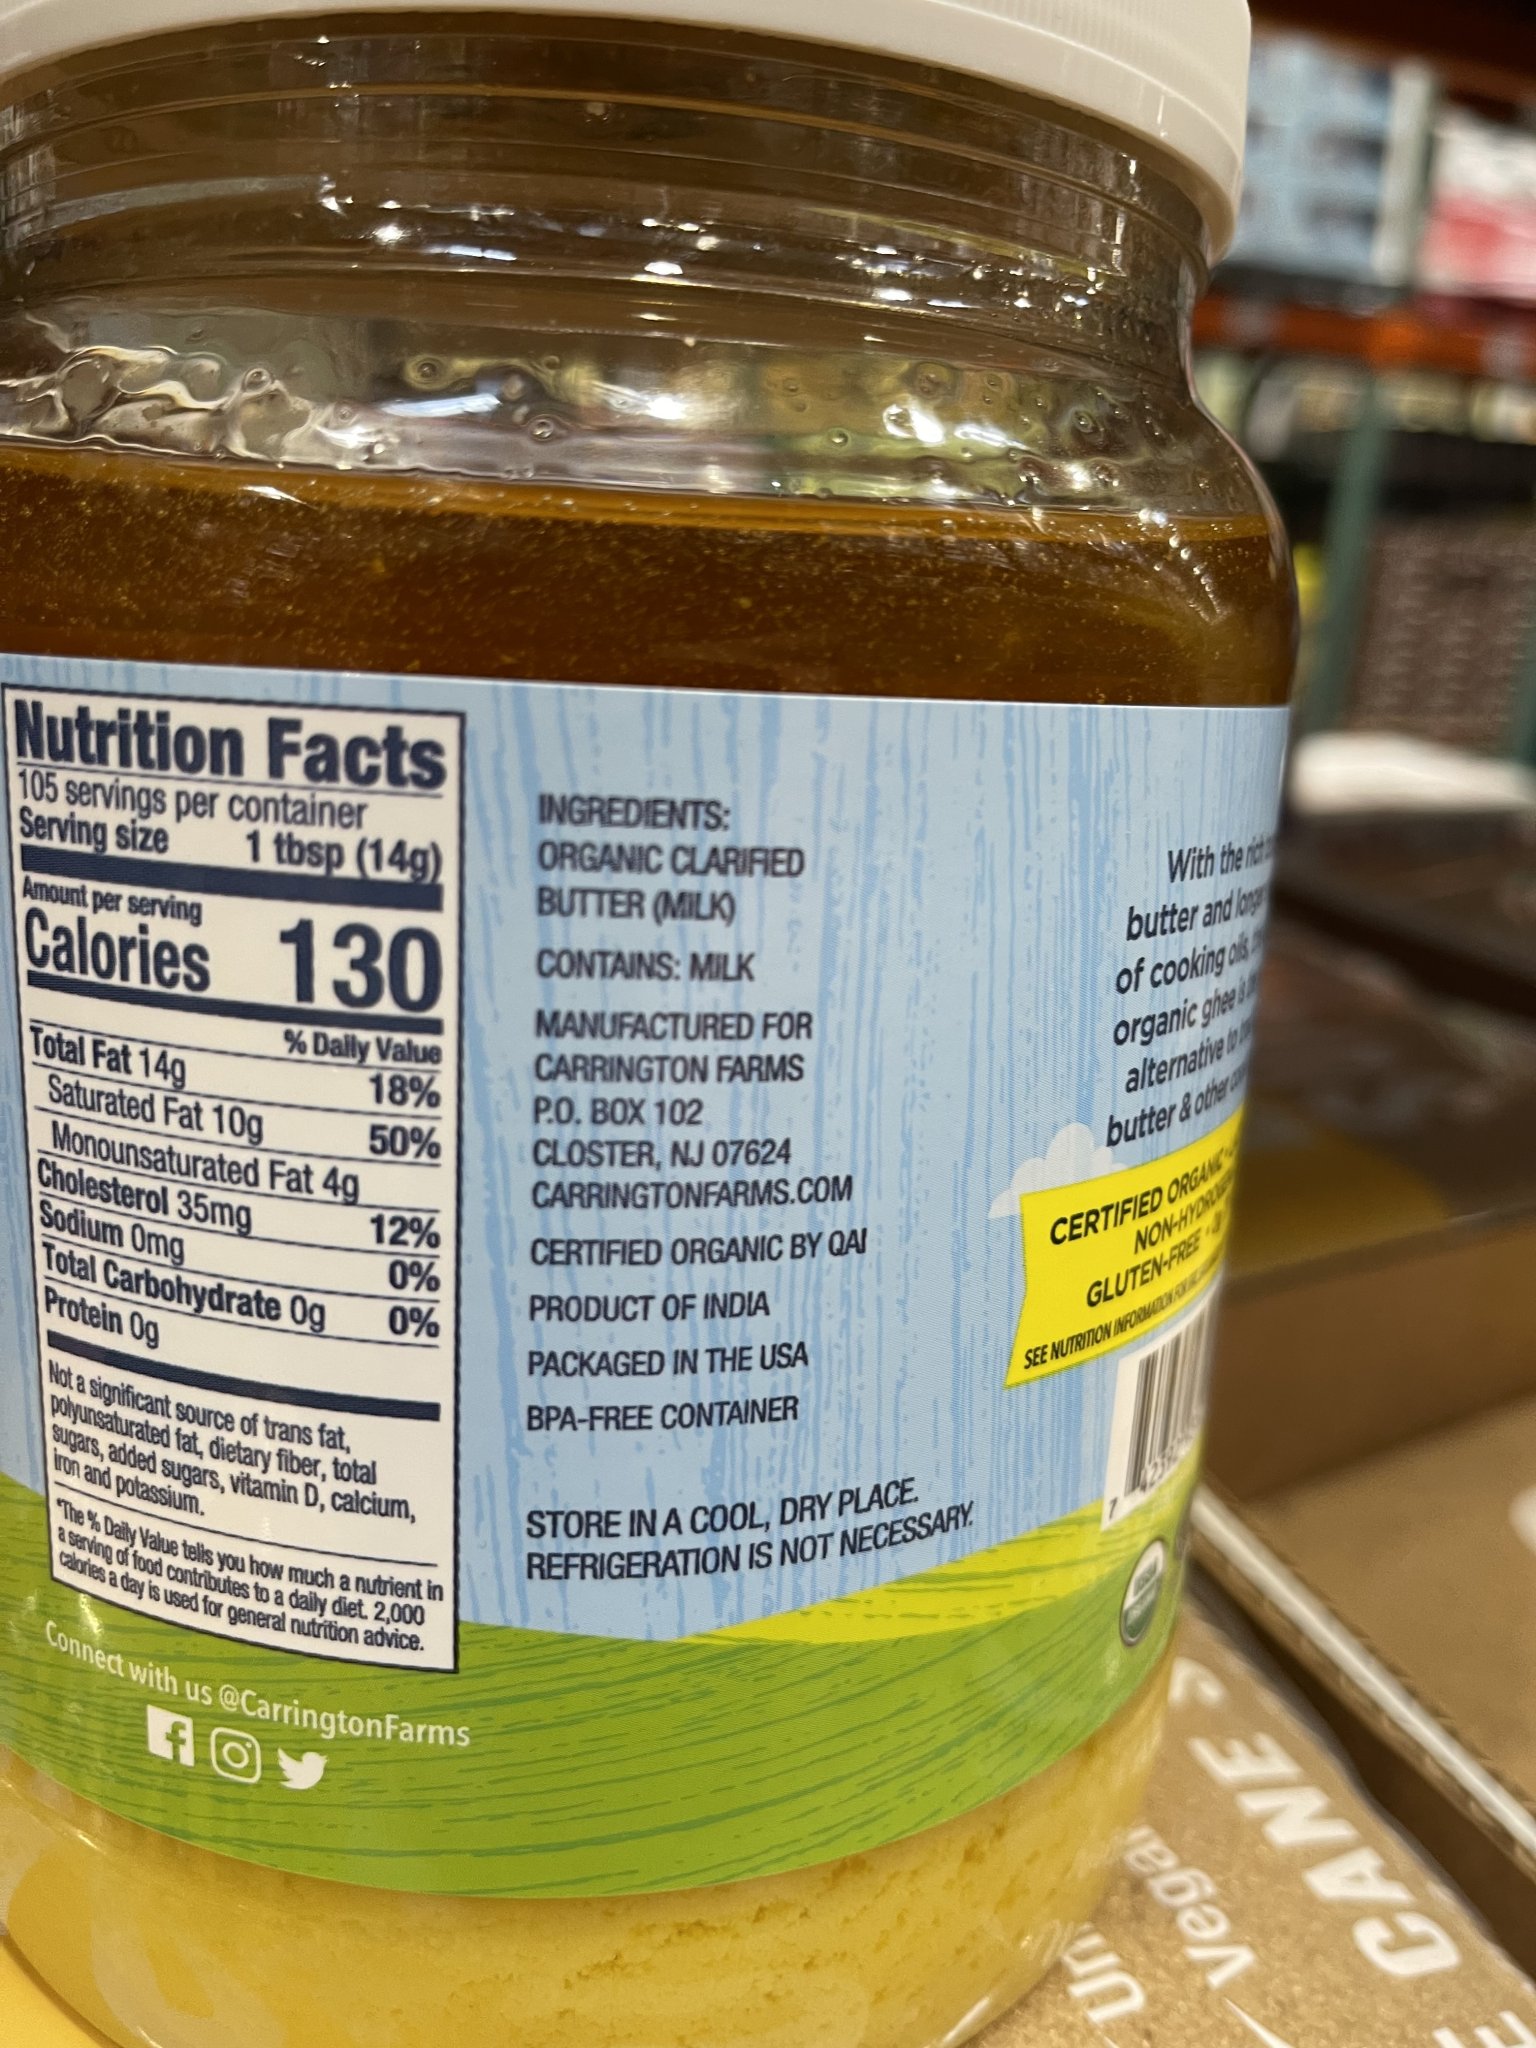 Nutrition Facts
105 servings per container
Serving size 1 tbsp (14g)
Amount per serving
Calories 130
% Daily Value
Total Fat 14g 18%
Saturated Fat 10g 50%
Monounsaturated Fat 4g
Cholesterol 35mg 12%
Sodium 0mg 0%
Total Carbohydrate 0g 0%
Protein 0g
Not a significant source of trans fat,
polyunsaturated fat, dietary fiber, total
sugars, added sugars, vitamin D, calcium,
iron and potassium.
*The % Daily Value tells you how much a nutrient in
a serving of food contributes to a daily diet. 2,000
calories a day is used for general nutrition advice.
Connect with us @CarringtonFarms
INGREDIENTS:
ORGANIC CLARIFIED
BUTTER (MILK)
CONTAINS: MILK
MANUFACTURED FOR
CARRINGTON FARMS
P.O. BOX 102
CLOSTER, NJ 07624
CARRINGTONFARMS.COM
CERTIFIED ORGANIC BY QAI
PRODUCT OF INDIA
PACKAGED IN THE USA
BPA-FREE CONTAINER
STORE IN A COOL, DRY PLACE.
REFRIGERATION IS NOT NECESSARY.
With the rich
butter and
of cooking oils,
organic ghee is
alternative to
butter & other
CERTIFIED ORGANIC
GLUTEN-FREE
SEE NUTRITION INFORMATION FOR
7
CANE S